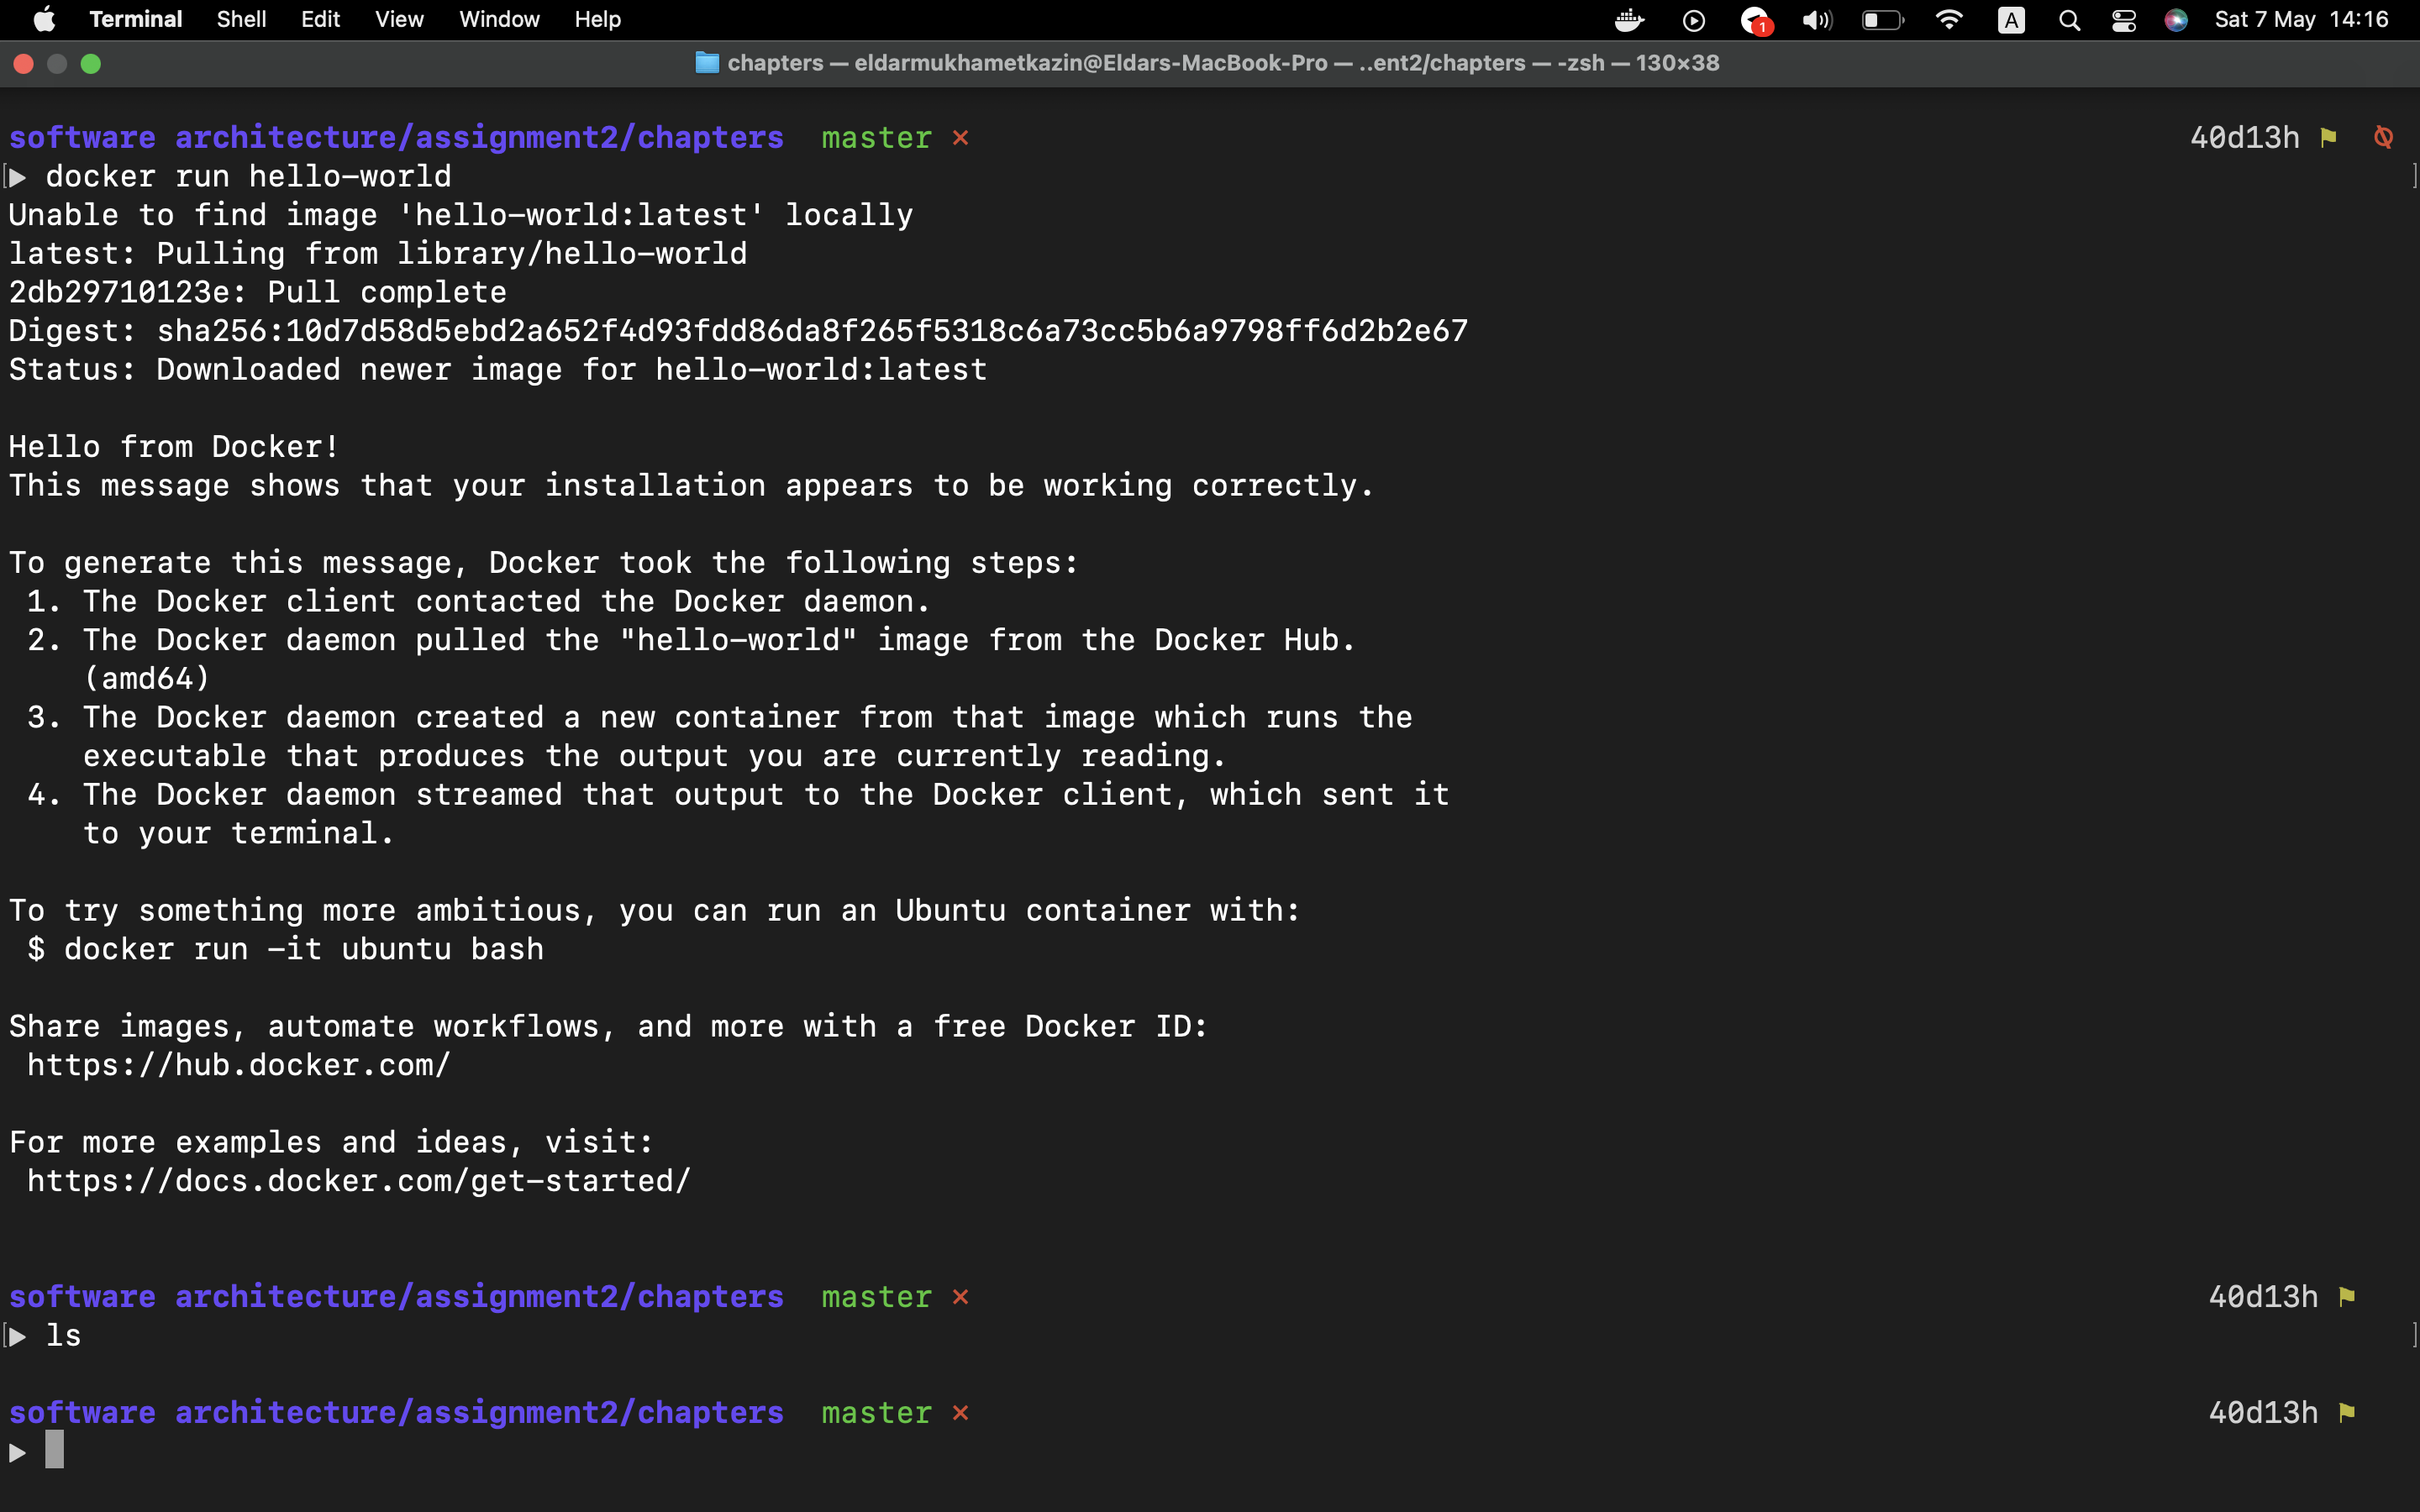 Terminal Shell Edit View Window Help 1 A Sat 7 May 14:16
chapters — eldarmukhametkazin@Eldars-MacBook-Pro — ..ent2/chapters — -zsh — 130×38
software architecture/assignment2/chapters master × 40d13h
[▶ docker run hello-world ]
Unable to find image 'hello-world:latest' locally
latest: Pulling from library/hello-world
2db29710123e: Pull complete
Digest: sha256:10d7d58d5ebd2a652f4d93fdd86da8f265f5318c6a73cc5b6a9798ff6d2b2e67
Status: Downloaded newer image for hello-world:latest
Hello from Docker!
This message shows that your installation appears to be working correctly.
To generate this message, Docker took the following steps:
1. The Docker client contacted the Docker daemon.
2. The Docker daemon pulled the "hello-world" image from the Docker Hub.
(amd64)
3. The Docker daemon created a new container from that image which runs the
executable that produces the output you are currently reading.
4. The Docker daemon streamed that output to the Docker client, which sent it
to your terminal.
To try something more ambitious, you can run an Ubuntu container with:
$ docker run -it ubuntu bash
Share images, automate workflows, and more with a free Docker ID:
https://hub.docker.com/
For more examples and ideas, visit:
https://docs.docker.com/get-started/
software architecture/assignment2/chapters master × 40d13h
[▶ ls ]
software architecture/assignment2/chapters master × 40d13h
▶